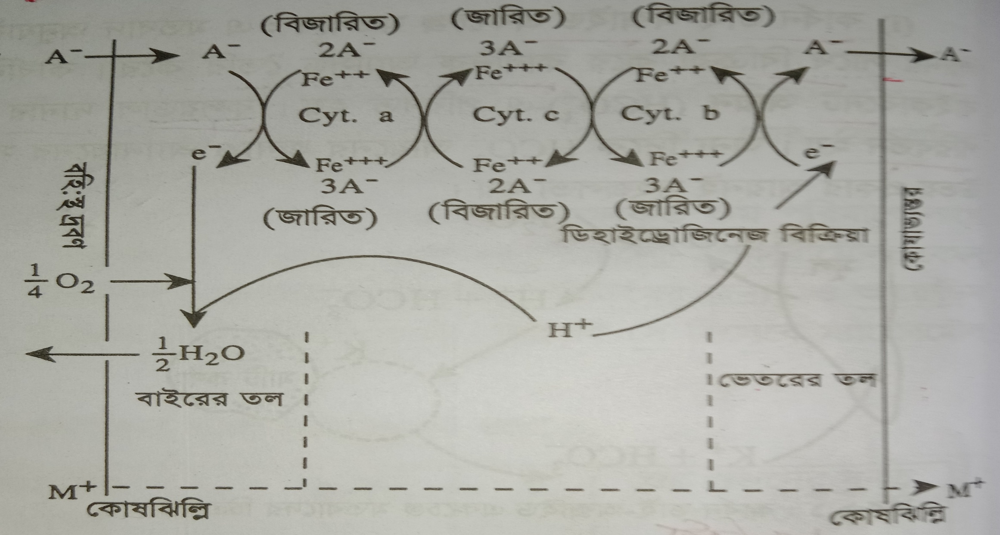 (বিজারিত) (জারিত) (বিজারিত)
A⁻ A⁻ 2A⁻ 3A⁻ 2A⁻ A⁻ A⁻
Fe⁺⁺ Fe⁺⁺⁺ Fe⁺⁺
Cyt. a Cyt. c Cyt. b
e⁻ Fe⁺⁺⁺ Fe⁺⁺ Fe⁺⁺⁺ e⁻
3A⁻ 2A⁻ 3A⁻
(জারিত) (বিজারিত) (জারিত)
বহিঃস্থ দ্রবণ
কোষাভ্যন্তর
ডিহাইড্রোজিনেজ বিক্রিয়া
1/4 O₂
H⁺
1/2 H₂O
ভেতরের তল
বাইরের তল
M⁺ M⁺
কোষঝিল্লি কোষঝিল্লি